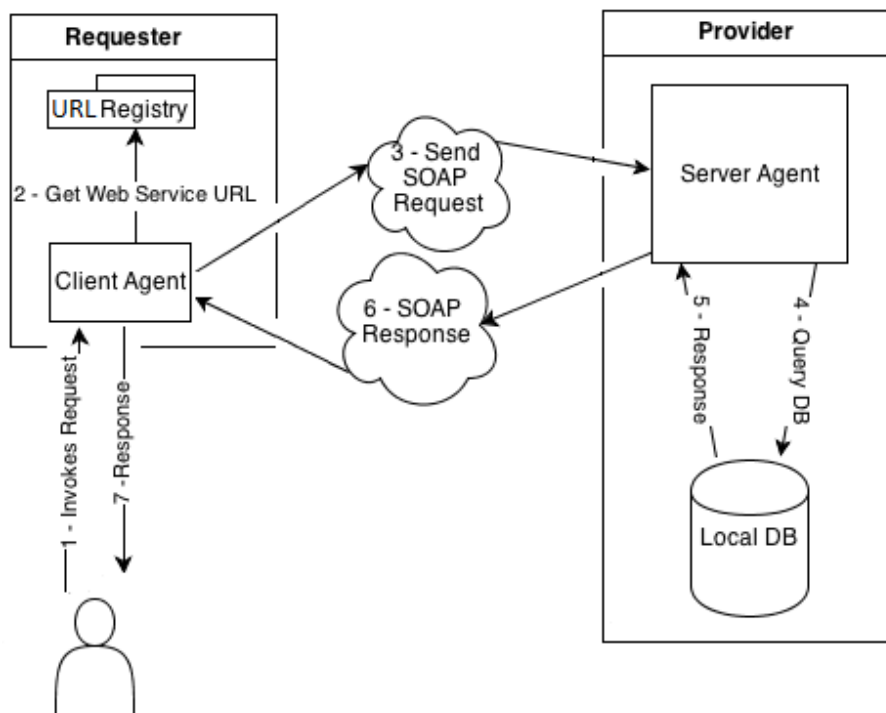 Requester
URL Registry
2 - Get Web Service URL
Client Agent
1 - Invokes Request
7 -Response
3 - Send
SOAP
Request
6 - SOAP
Response
Provider
Server Agent
5 - Response
4 - Query DB
Local DB